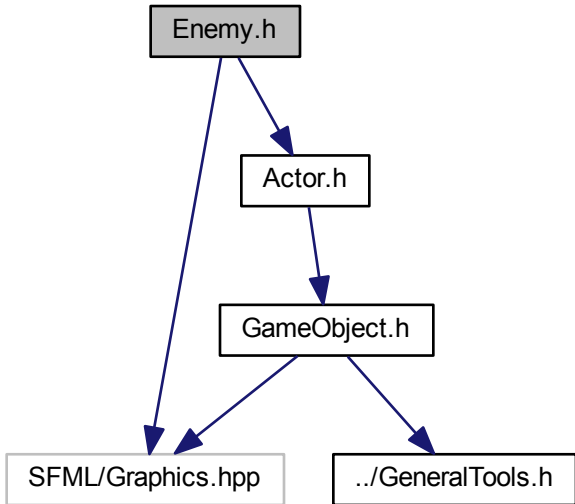 Enemy.h
Actor.h
GameObject.h
SFML/Graphics.hpp
../GeneralTools.h